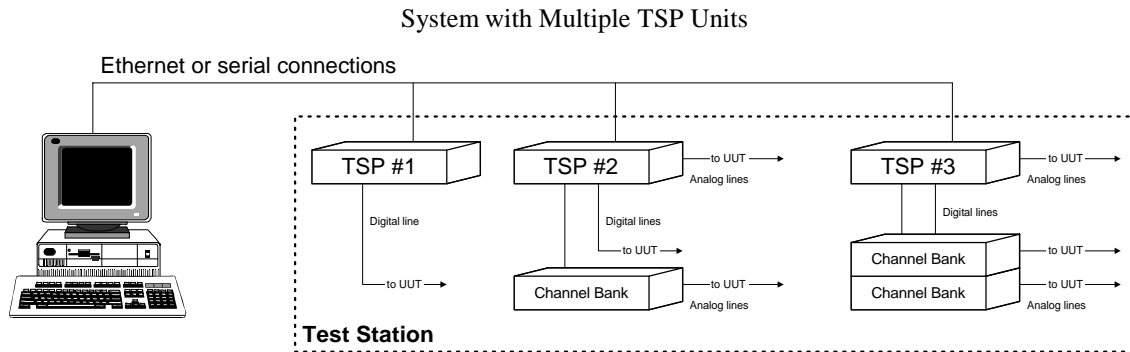 System with Multiple TSP Units
Ethernet or serial connections
TSP #1
TSP #2
to UUT
Analog lines
TSP #3
to UUT
Analog lines
Digital line
Digital lines
Digital lines
to UUT
to UUT
Channel Bank
to UUT
Analog lines
Channel Bank
to UUT
Channel Bank
to UUT
Analog lines
Test Station